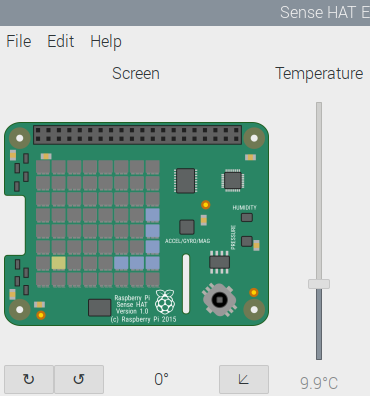 Sense HAT E
File Edit Help
Screen
Temperature
HUMIDITY
PRESSURE
ACCEL/GYRO/MAG
Raspberry Pi
Sense HAT
Version 1.0
(c) Raspberry Pi 2015
0°
9.9°C